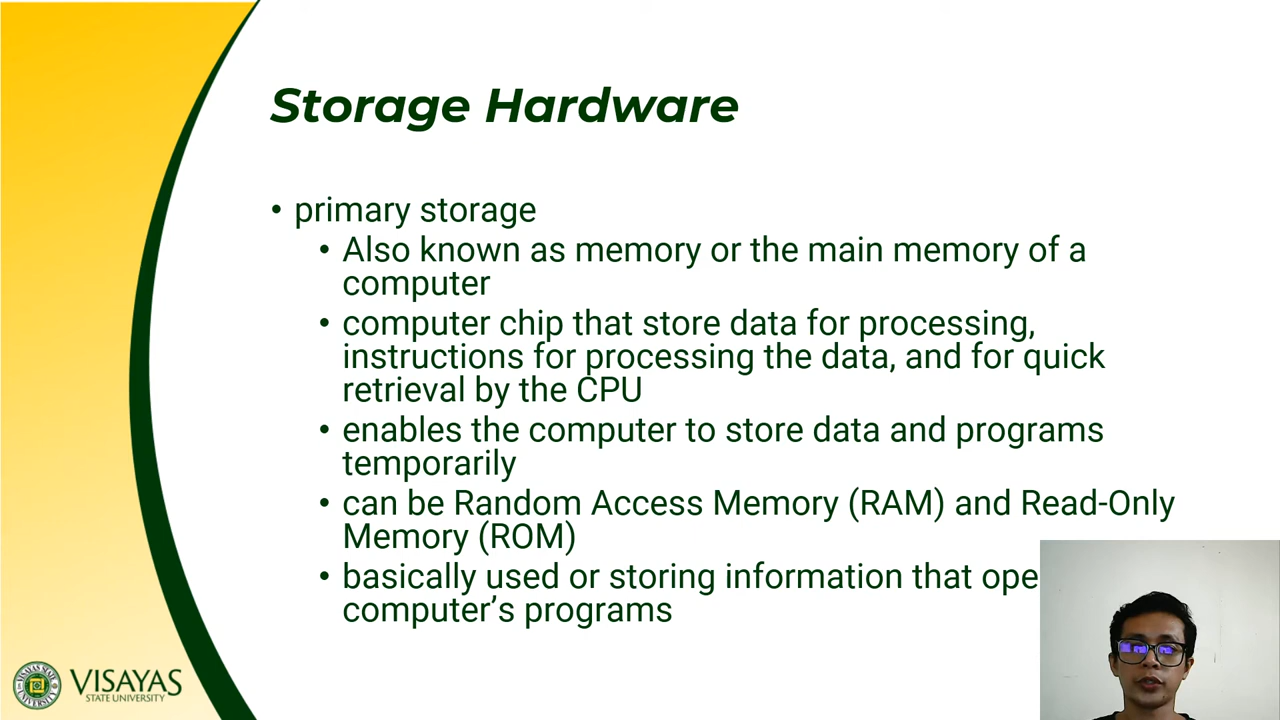 Storage Hardware
• primary storage
• Also known as memory or the main memory of a
computer
• computer chip that store data for processing,
instructions for processing the data, and for quick
retrieval by the CPU
• enables the computer to store data and programs
temporarily
• can be Random Access Memory (RAM) and Read-Only
Memory (ROM)
• basically used or storing information that ope
computer’s programs
VISAYAS
STATE UNIVERSITY